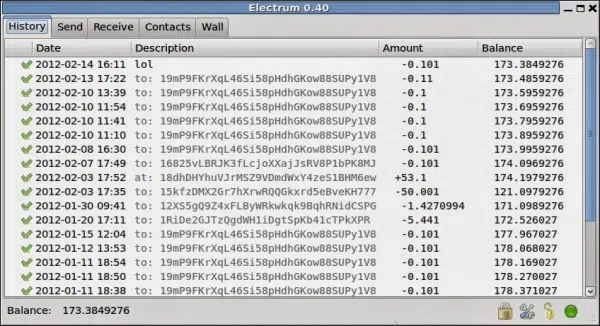 Electrum 0.40
History Send Receive Contacts Wall
Date Description Amount Balance
2012-02-14 16:11 lol -0.101 173.3849276
2012-02-13 17:22 to: 19mP9FKrXqL46Si58pHdhGKow88SUPy1V8 -0.11 173.4859276
2012-02-10 13:39 to: 19mP9FKrXqL46Si58pHdhGKow88SUPy1V8 -0.1 173.5959276
2012-02-10 11:54 to: 19mP9FKrXqL46Si58pHdhGKow88SUPy1V8 -0.1 173.6959276
2012-02-10 11:41 to: 19mP9FKrXqL46Si58pHdhGKow88SUPy1V8 -0.1 173.7959276
2012-02-10 11:10 to: 19mP9FKrXqL46Si58pHdhGKow88SUPy1V8 -0.1 173.8959276
2012-02-08 16:30 to: 19mP9FKrXqL46Si58pHdhGKow88SUPy1V8 -0.101 173.9959276
2012-02-07 17:49 to: 16825vLBRJK3fLcjoXXajJsRV8P1bPK8MJ -0.101 174.0969276
2012-02-03 17:52 at: 18dhDHYhuVJrMSZ9VDmdWxY4zeS1BHM6ew +53.1 174.1979276
2012-02-03 17:35 to: 15kfzDMX2Gr7hXrwRQQGkxrd5eBveKH777 -50.001 121.0979276
2012-01-30 09:41 to: 12XS5gQ9Z4xFLByWRkwkqk9BqhRNidCSPG -1.4270994 171.0989276
2012-01-20 17:11 to: 1RiDe2GJTzQgdWH1iDgtSpKb41cTPkXPR -5.441 172.526027
2012-01-15 12:04 to: 19mP9FKrXqL46Si58pHdhGKow88SUPy1V8 -0.101 177.967027
2012-01-12 13:53 to: 19mP9FKrXqL46Si58pHdhGKow88SUPy1V8 -0.101 178.068027
2012-01-11 18:54 to: 19mP9FKrXqL46Si58pHdhGKow88SUPy1V8 -0.101 178.169027
2012-01-11 18:50 to: 19mP9FKrXqL46Si58pHdhGKow88SUPy1V8 -0.101 178.270027
2012-01-11 18:38 to: 19mP9FKrXqL46Si58pHdhGKow88SUPy1V8 -0.101 178.371027
Balance: 173.3849276